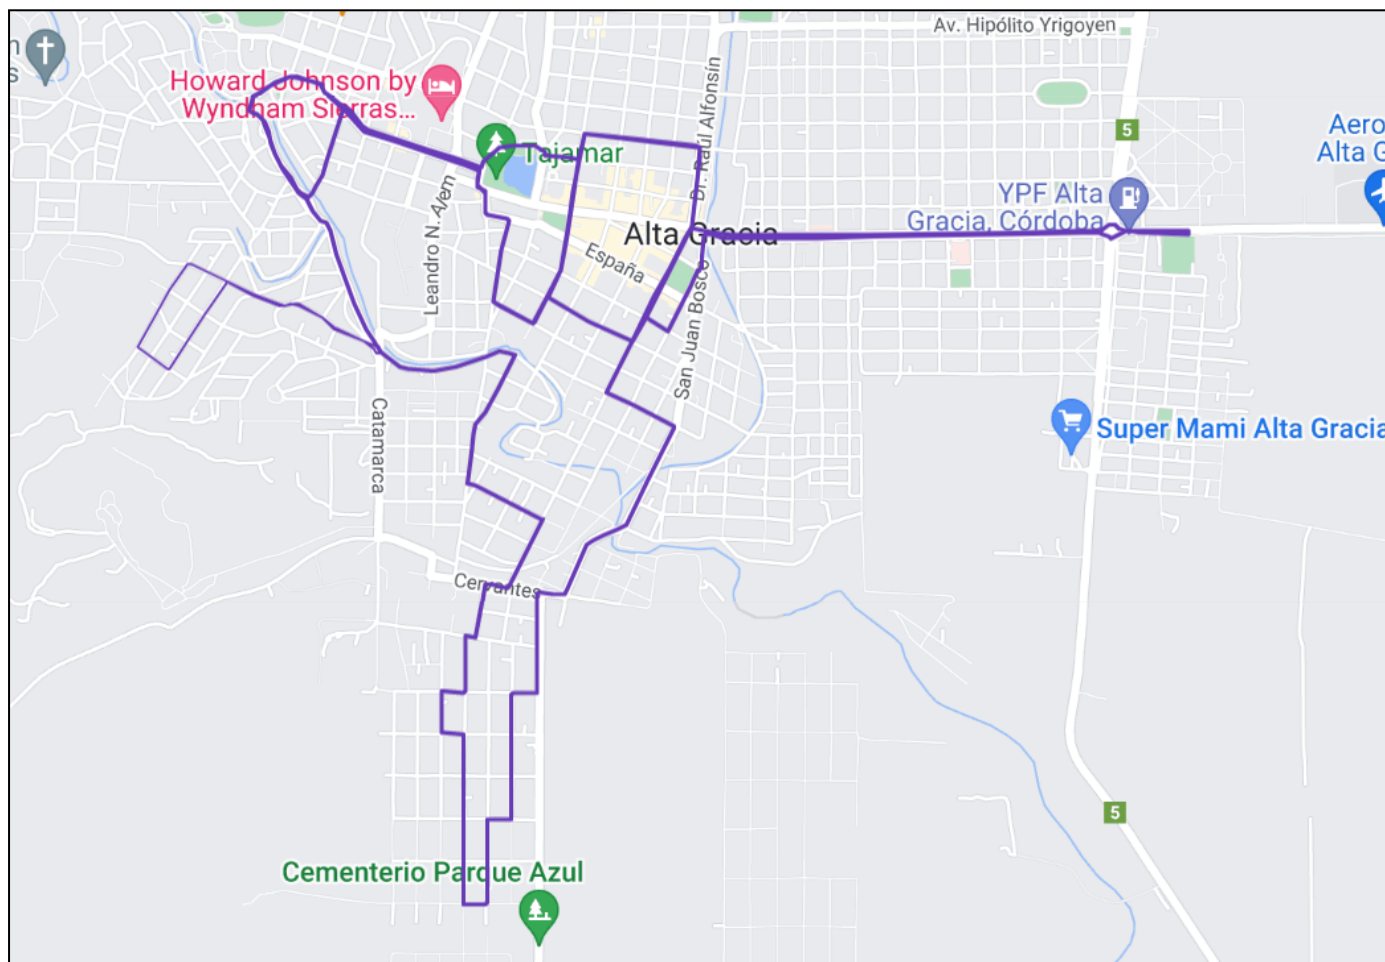 Av. Hipólito Yrigoyen
n
s
Howard Johnson by
Wyndham Sierras...
Tajamar
Dr. Raúl Alfonsín
5
Aero
Alta G
YPF Alta
Gracia, Córdoba
Leandro N. Alem
Alta Gracia
España
San Juan Bosco
Catamarca
Super Mami Alta Gracia
Cervantes
5
Cementerio Parque Azul